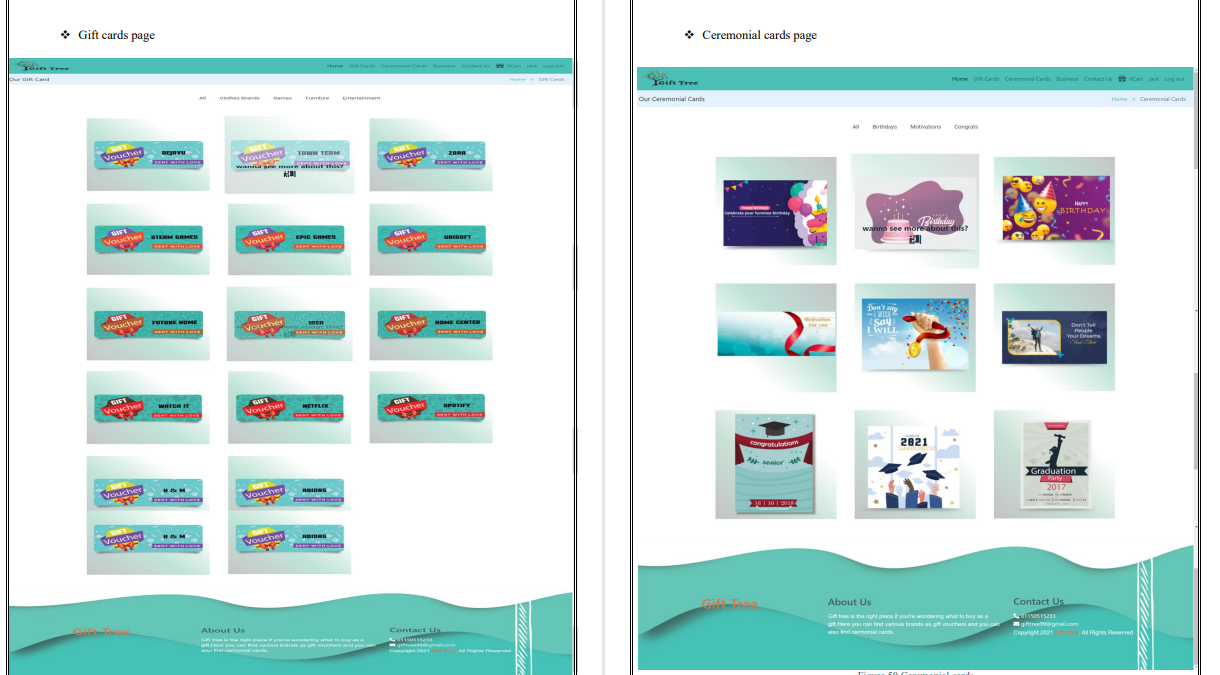 ❖ Gift cards page
Gift Tree
Home Gift Cards Ceremonial Cards Business Contact Us 0Cart jack Log out
Our Gift Card
Home > Gift Cards
All Clothes Brands Games Furniture Entertainment
GIFT Voucher DEJAVU SENT WITH LOVE
GIFT Voucher TOWN TEAM SENT WITH LOVE
wanna see more about this?
GIFT Voucher ZARA SENT WITH LOVE
GIFT Voucher STEAM GAMES SENT WITH LOVE
GIFT Voucher EPIC GAMES SENT WITH LOVE
GIFT Voucher UBISOFT SENT WITH LOVE
GIFT Voucher FUTURE HOME SENT WITH LOVE
GIFT Voucher IKEA SENT WITH LOVE
GIFT Voucher HOME CENTER SENT WITH LOVE
GIFT Voucher WATCH IT SENT WITH LOVE
GIFT Voucher NETFLIX SENT WITH LOVE
GIFT Voucher SPOTIFY SENT WITH LOVE
GIFT Voucher H & M SENT WITH LOVE
GIFT Voucher ADIDAS SENT WITH LOVE
GIFT Voucher H & M SENT WITH LOVE
GIFT Voucher ADIDAS SENT WITH LOVE
Gift Tree
About Us
Gift tree is the right place if you're wondering what to buy as a
gift.Here you can find various brands as gift vouchers and you can
also find cermonial cards.
Contact Us
01150515233
gifttree99@gmail.com
Copyright.2021 Gift Tree. All Rights Reserved
❖ Ceremonial cards page
Gift Tree
Home Gift Cards Ceremonial Cards Business Contact Us 0Cart jack Log out
Our Ceremonial Cards
Home > Ceremonial Cards
All Birthdays Motivations Congrats
Happy Birthday
Celebrate your funniest birthday
Birthday
wanna see more about this?
HAPPY
BIRTHDAY
Motivation
For you
Don't say
I WISH
Say
I WILL
Don't Tell
People
Your Dreams.
Show Them
congratulations
senior
16 | 10 | 2018
2021
Graduation
Party
2017
Gift Tree
About Us
Gift tree is the right place if you're wondering what to buy as a
gift.Here you can find various brands as gift vouchers and you can
also find cermonial cards.
Contact Us
01150515233
gifttree99@gmail.com
Copyright.2021 Gift Tree. All Rights Reserved